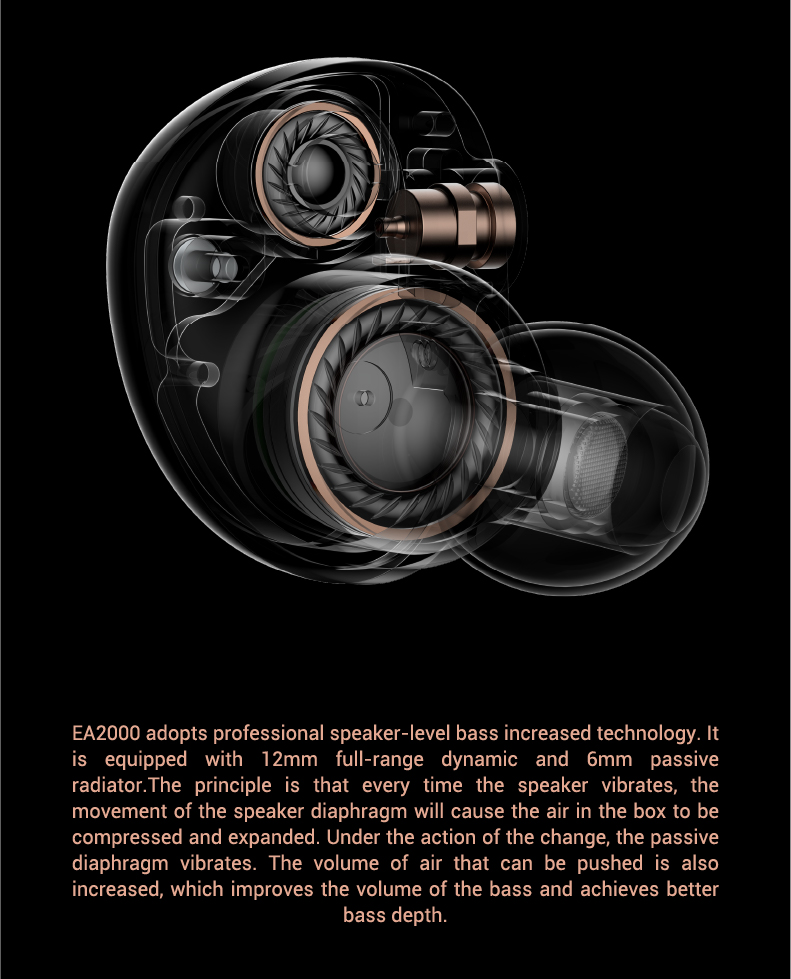 EA2000 adopts professional speaker-level bass increased technology. It
is equipped with 12mm full-range dynamic and 6mm passive
radiator.The principle is that every time the speaker vibrates, the
movement of the speaker diaphragm will cause the air in the box to be
compressed and expanded. Under the action of the change, the passive
diaphragm vibrates. The volume of air that can be pushed is also
increased, which improves the volume of the bass and achieves better
bass depth.